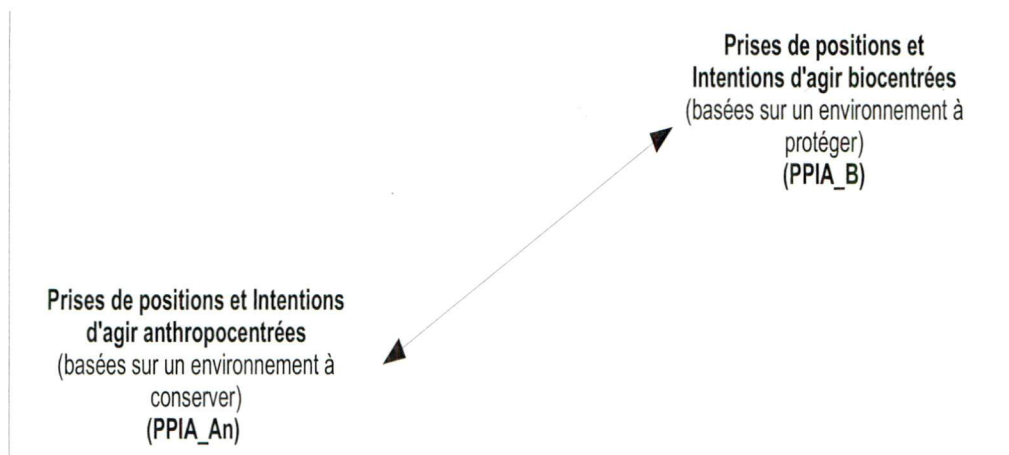 Prises de positions et
Intentions d'agir biocentrées
(basées sur un environnement à
protéger)
(PPIA_B)
Prises de positions et Intentions
d'agir anthropocentrées
(basées sur un environnement à
conserver)
(PPIA_An)